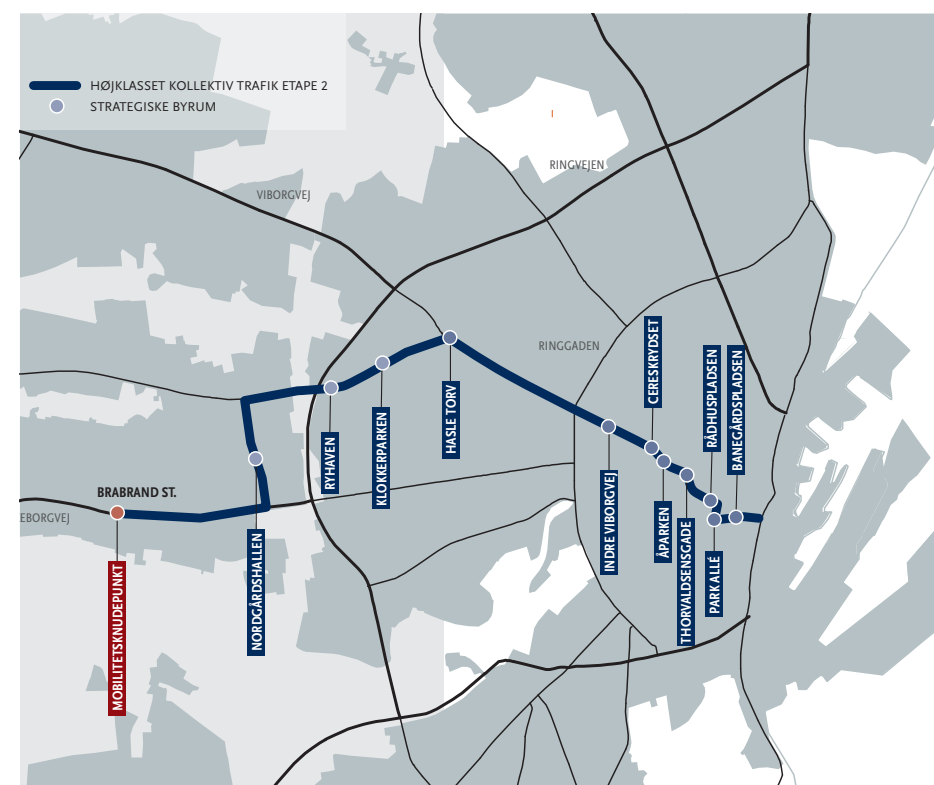 HØJKLASSET KOLLEKTIV TRAFIK ETAPE 2
STRATEGISKE BYRUM
RINGVEJEN
VIBORGVEJ
RINGGADEN
CERESKRYDSET
RÅDHUSPLADSEN
BANEGÅRDSPLADSEN
HASLE TORV
KLOKKERPARKEN
RYHAVEN
INDRE VIBORGVEJ
BRABRAND ST.
EBORGVEJ
ÅPARKEN
THORVALDSENSGADE
PARK ALLÉ
NORDGÅRDSHALLEN
MOBILITETSKNUDEPUNKT